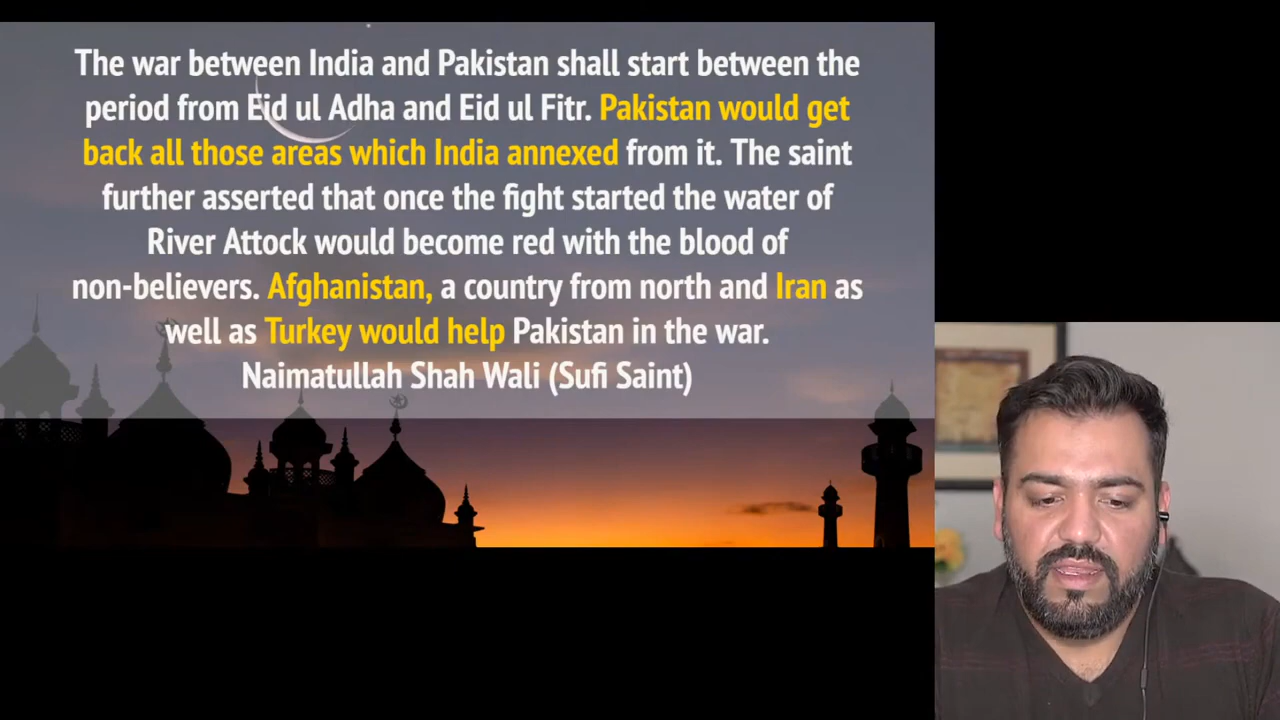 The war between India and Pakistan shall start between the
period from Eid ul Adha and Eid ul Fitr. Pakistan would get
back all those areas which India annexed from it. The saint
further asserted that once the fight started the water of
River Attock would become red with the blood of
non-believers. Afghanistan, a country from north and Iran as
well as Turkey would help Pakistan in the war.
Naimatullah Shah Wali (Sufi Saint)